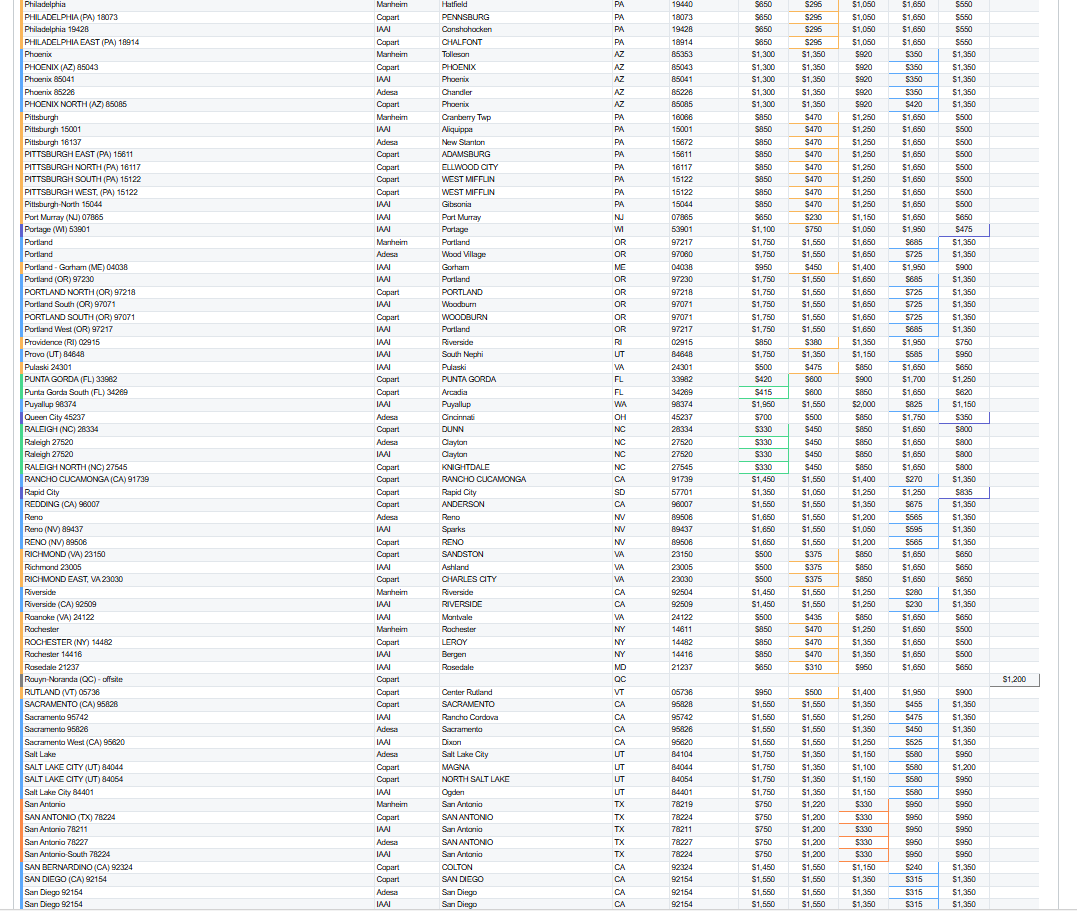 Philadelphia Manheim Hatfield PA 19440 $650 $295 $1,050 $1,650 $550
PHILADELPHIA (PA) 18073 Copart PENNSBURG PA 18073 $650 $295 $1,050 $1,650 $550
Philadelphia 19428 IAAI Conshohocken PA 19428 $650 $295 $1,050 $1,650 $550
PHILADELPHIA EAST (PA) 18914 Copart CHALFONT PA 18914 $650 $295 $1,050 $1,650 $550
Phoenix Manheim Tolleson AZ 85353 $1,300 $1,350 $920 $350 $1,350
PHOENIX (AZ) 85043 Copart PHOENIX AZ 85043 $1,300 $1,350 $920 $350 $1,350
Phoenix 85041 IAAI Phoenix AZ 85041 $1,300 $1,350 $920 $350 $1,350
Phoenix 85226 Adesa Chandler AZ 85226 $1,300 $1,350 $920 $350 $1,350
PHOENIX NORTH (AZ) 85085 Copart Phoenix AZ 85085 $1,300 $1,350 $920 $420 $1,350
Pittsburgh Manheim Cranberry Twp PA 16066 $850 $470 $1,250 $1,650 $500
Pittsburgh 15001 IAAI Aliquippa PA 15001 $850 $470 $1,250 $1,650 $500
Pittsburgh 16137 Adesa New Stanton PA 15672 $850 $470 $1,250 $1,650 $500
PITTSBURGH EAST (PA) 15611 Copart ADAMSBURG PA 15611 $850 $470 $1,250 $1,650 $500
PITTSBURGH NORTH (PA) 16117 Copart ELLWOOD CITY PA 16117 $850 $470 $1,250 $1,650 $500
PITTSBURGH SOUTH (PA) 15122 Copart WEST MIFFLIN PA 15122 $850 $470 $1,250 $1,650 $500
PITTSBURGH WEST, (PA) 15122 Copart WEST MIFFLIN PA 15122 $850 $470 $1,250 $1,650 $500
Pittsburgh-North 15044 IAAI Gibsonia PA 15044 $850 $470 $1,250 $1,650 $500
Port Murray (NJ) 07865 IAAI Port Murray NJ 07865 $650 $230 $1,150 $1,650 $650
Portage (WI) 53901 IAAI Portage WI 53901 $1,100 $750 $1,050 $1,950 $475
Portland Manheim Portland OR 97217 $1,750 $1,550 $1,650 $685 $1,350
Portland Adesa Wood Village OR 97060 $1,750 $1,550 $1,650 $725 $1,350
Portland - Gorham (ME) 04038 IAAI Gorham ME 04038 $950 $450 $1,400 $1,950 $900
Portland (OR) 97230 IAAI Portland OR 97230 $1,750 $1,550 $1,650 $685 $1,350
PORTLAND NORTH (OR) 97218 Copart PORTLAND OR 97218 $1,750 $1,550 $1,650 $725 $1,350
Portland South (OR) 97071 IAAI Woodburn OR 97071 $1,750 $1,550 $1,650 $725 $1,350
PORTLAND SOUTH (OR) 97071 Copart WOODBURN OR 97071 $1,750 $1,550 $1,650 $725 $1,350
Portland West (OR) 97217 IAAI Portland OR 97217 $1,750 $1,550 $1,650 $685 $1,350
Providence (RI) 02915 IAAI Riverside RI 02915 $850 $380 $1,350 $1,950 $750
Provo (UT) 84648 IAAI South Nephi UT 84648 $1,750 $1,350 $1,150 $585 $950
Pulaski 24301 IAAI Pulaski VA 24301 $500 $475 $850 $1,650 $650
PUNTA GORDA (FL) 33982 Copart PUNTA GORDA FL 33982 $420 $600 $900 $1,700 $1,250
Punta Gorda South (FL) 34269 Copart Arcadia FL 34269 $415 $600 $850 $1,650 $620
Puyallup 98374 IAAI Puyallup WA 98374 $1,950 $1,550 $2,000 $825 $1,150
Queen City 45237 Adesa Cincinnati OH 45237 $700 $500 $850 $1,750 $350
RALEIGH (NC) 28334 Copart DUNN NC 28334 $330 $450 $850 $1,650 $800
Raleigh 27520 Adesa Clayton NC 27520 $330 $450 $850 $1,650 $800
Raleigh 27520 IAAI Clayton NC 27520 $330 $450 $850 $1,650 $800
RALEIGH NORTH (NC) 27545 Copart KNIGHTDALE NC 27545 $330 $450 $850 $1,650 $800
RANCHO CUCAMONGA (CA) 91739 Copart RANCHO CUCAMONGA CA 91739 $1,450 $1,550 $1,400 $270 $1,350
Rapid City Copart Rapid City SD 57701 $1,350 $1,050 $1,250 $1,250 $835
REDDING (CA) 96007 Copart ANDERSON CA 96007 $1,650 $1,550 $1,350 $675 $1,350
Reno Adesa Reno NV 89506 $1,650 $1,550 $1,200 $565 $1,350
Reno (NV) 89437 IAAI Sparks NV 89437 $1,650 $1,550 $1,050 $595 $1,350
RENO (NV) 89506 Copart RENO NV 89506 $1,650 $1,550 $1,200 $565 $1,350
RICHMOND (VA) 23150 Copart SANDSTON VA 23150 $500 $375 $850 $1,650 $650
Richmond 23005 IAAI Ashland VA 23005 $500 $375 $850 $1,650 $650
RICHMOND EAST, VA 23030 Copart CHARLES CITY VA 23030 $500 $375 $850 $1,650 $650
Riverside Manheim Riverside CA 92504 $1,450 $1,550 $1,250 $280 $1,350
Riverside (CA) 92509 IAAI RIVERSIDE CA 92509 $1,450 $1,550 $1,250 $230 $1,350
Roanoke (VA) 24122 IAAI Montvale VA 24122 $500 $435 $850 $1,650 $650
Rochester Manheim Rochester NY 14611 $850 $470 $1,250 $1,650 $500
ROCHESTER (NY) 14482 Copart LEROY NY 14482 $850 $470 $1,350 $1,650 $500
Rochester 14416 IAAI Bergen NY 14416 $850 $470 $1,350 $1,650 $500
Rosedale 21237 IAAI Rosedale MD 21237 $650 $310 $950 $1,650 $650
Rouyn-Noranda (QC) - offsite Copart QC $1,200
RUTLAND (VT) 05736 Copart Center Rutland VT 05736 $950 $500 $1,400 $1,950 $900
SACRAMENTO (CA) 95828 Copart SACRAMENTO CA 95828 $1,550 $1,550 $1,350 $455 $1,350
Sacramento 95742 IAAI Rancho Cordova CA 95742 $1,550 $1,550 $1,250 $475 $1,350
Sacramento 95826 Adesa Sacramento CA 95826 $1,550 $1,550 $1,350 $450 $1,350
Sacramento West (CA) 95620 IAAI Dixon CA 95620 $1,550 $1,550 $1,250 $525 $1,350
Salt Lake Adesa Salt Lake City UT 84104 $1,750 $1,350 $1,150 $580 $950
SALT LAKE CITY (UT) 84044 Copart MAGNA UT 84044 $1,750 $1,350 $1,100 $580 $1,200
SALT LAKE CITY (UT) 84054 Copart NORTH SALT LAKE UT 84054 $1,750 $1,350 $1,150 $580 $950
Salt Lake City 84401 IAAI Ogden UT 84401 $1,750 $1,350 $1,150 $580 $950
San Antonio Manheim San Antonio TX 78219 $750 $1,220 $330 $950 $950
SAN ANTONIO (TX) 78224 Copart SAN ANTONIO TX 78224 $750 $1,200 $330 $950 $950
San Antonio 78211 IAAI San Antonio TX 78211 $750 $1,200 $330 $950 $950
San Antonio 78227 Adesa SAN ANTONIO TX 78227 $750 $1,200 $330 $950 $950
San Antonio-South 78224 IAAI San Antonio TX 78224 $750 $1,200 $330 $950 $950
SAN BERNARDINO (CA) 92324 Copart COLTON CA 92324 $1,450 $1,550 $1,150 $240 $1,350
SAN DIEGO (CA) 92154 Copart SAN DIEGO CA 92154 $1,550 $1,550 $1,350 $315 $1,350
San Diego 92154 Adesa San Diego CA 92154 $1,550 $1,550 $1,350 $315 $1,350
San Diego 92154 IAAI San Diego CA 92154 $1,550 $1,550 $1,350 $315 $1,350